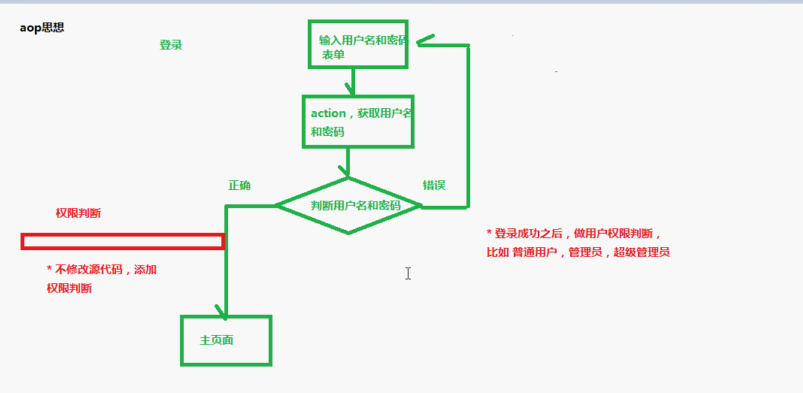 aop思想
登录
输入用户名和密码
表单
action，获取用户名
和密码
正确
错误
判断用户名和密码
权限判断
* 登录成功之后，做用户权限判断，
比如 普通用户，管理员，超级管理员
* 不修改源代码，添加
权限判断
主页面